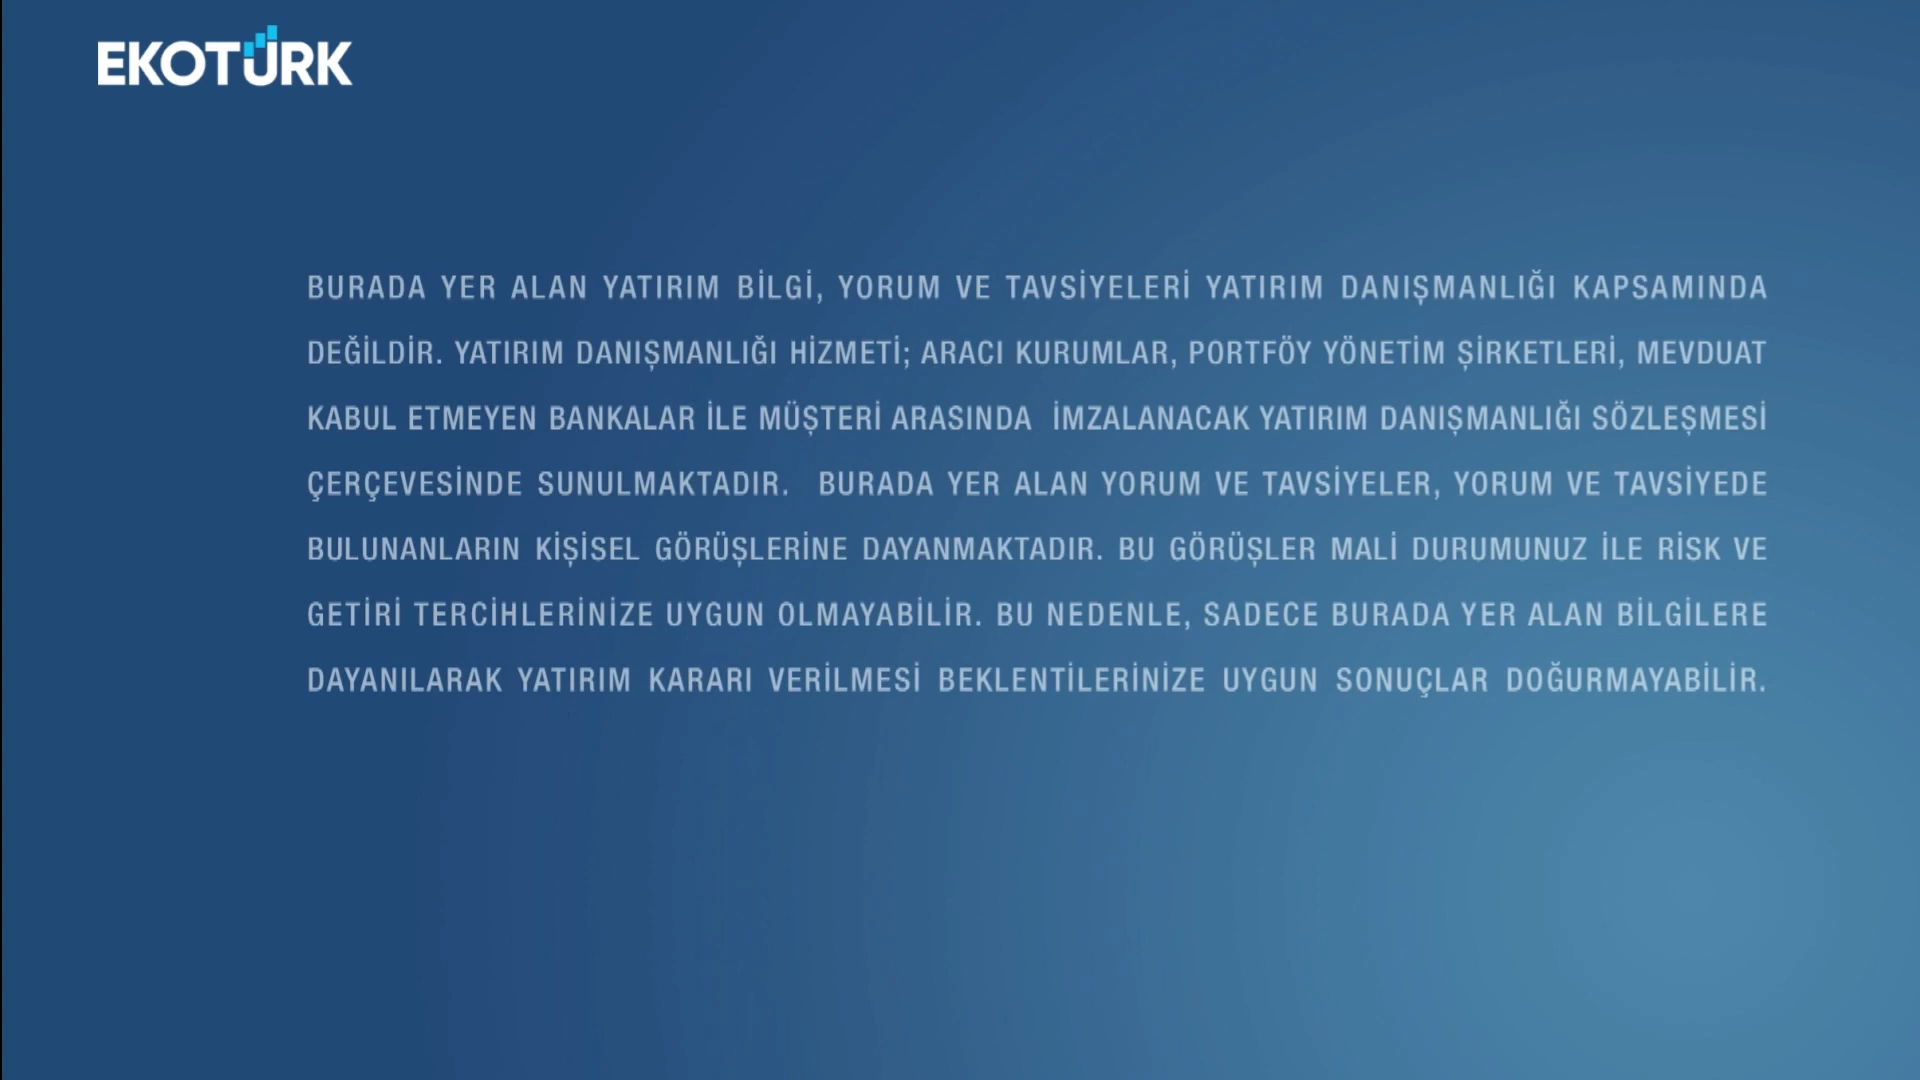 EKOTÜRK
BURADA YER ALAN YATIRIM BİLGİ, YORUM VE TAVSİYELERİ YATIRIM DANIŞMANLIĞI KAPSAMINDA
DEĞİLDİR. YATIRIM DANIŞMANLIĞI HİZMETİ; ARACI KURUMLAR, PORTFÖY YÖNETİM ŞİRKETLERİ, MEVDUAT
KABUL ETMEYEN BANKALAR İLE MÜŞTERİ ARASINDA İMZALANACAK YATIRIM DANIŞMANLIĞI SÖZLEŞMESİ
ÇERÇEVESİNDE SUNULMAKTADIR. BURADA YER ALAN YORUM VE TAVSİYELER, YORUM VE TAVSİYEDE
BULUNANLARIN KİŞİSEL GÖRÜŞLERİNE DAYANMAKTADIR. BU GÖRÜŞLER MALİ DURUMUNUZ İLE RİSK VE
GETİRİ TERCİHLERİNİZE UYGUN OLMAYABİLİR. BU NEDENLE, SADECE BURADA YER ALAN BİLGİLERE
DAYANILARAK YATIRIM KARARI VERİLMESİ BEKLENTİLERİNİZE UYGUN SONUÇLAR DOĞURMAYABİLİR.